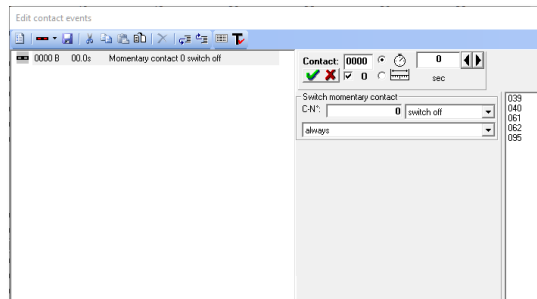 Edit contact events
0000 B 00.0s Momentary contact 0 switch off
Contact: 0000 0
0 sec
Switch momentary contact
C-N°: 0 switch off
always
039
040
061
062
095